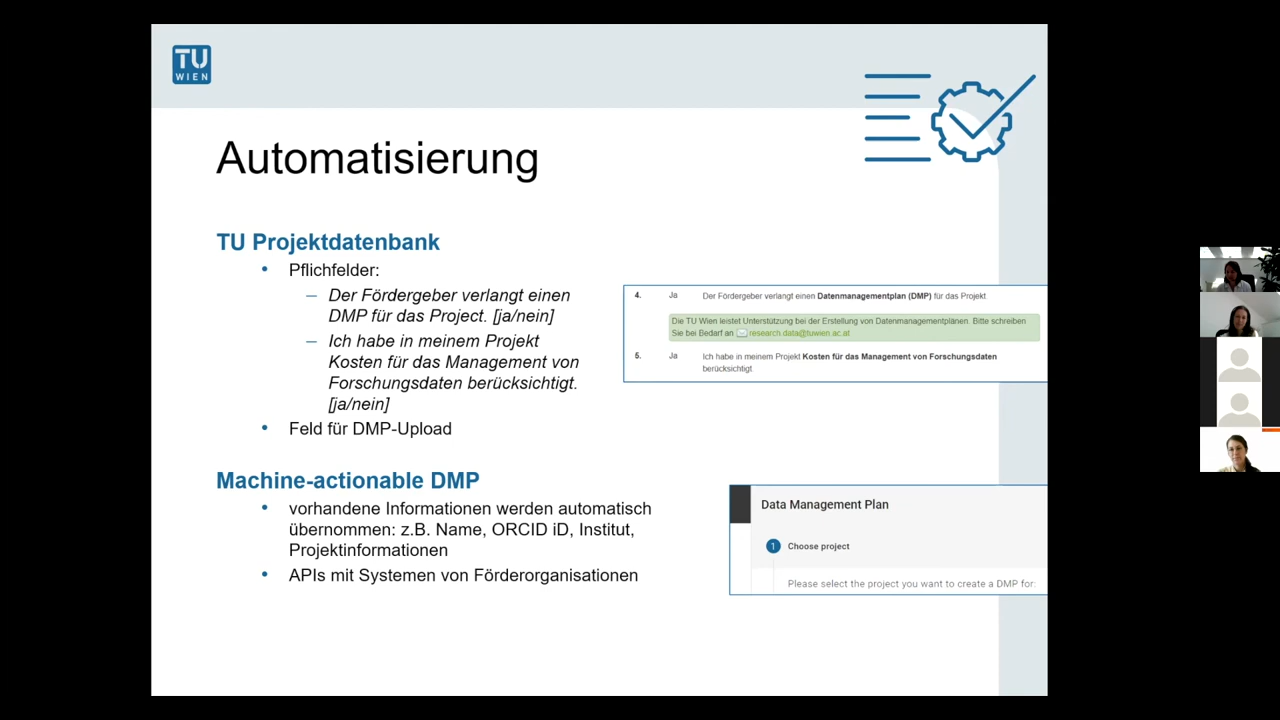 TU
WIEN
Automatisierung
TU Projektdatenbank
• Pflichfelder:
– Der Fördergeber verlangt einen
DMP für das Projekt. [ja/nein]
– Ich habe in meinem Projekt
Kosten für das Management von
Forschungsdaten berücksichtigt.
[ja/nein]
• Feld für DMP-Upload
4. Ja Der Fördergeber verlangt einen Datenmanagementplan (DMP) für das Projekt
Die TU Wien leistet Unterstützung bei der Erstellung von Datenmanagementplänen. Bitte schreiben
Sie bei Bedarf an research.data@tuwien.ac.at
5. Ja Ich habe in meinem Projekt Kosten für das Management von Forschungsdaten
berücksichtigt
Machine-actionable DMP
• vorhandene Informationen werden automatisch
übernommen: z.B. Name, ORCID iD, Institut,
Projektinformationen
• APIs mit Systemen von Förderorganisationen
Data Management Plan
1 Choose project
Please select the project you want to create a DMP for: